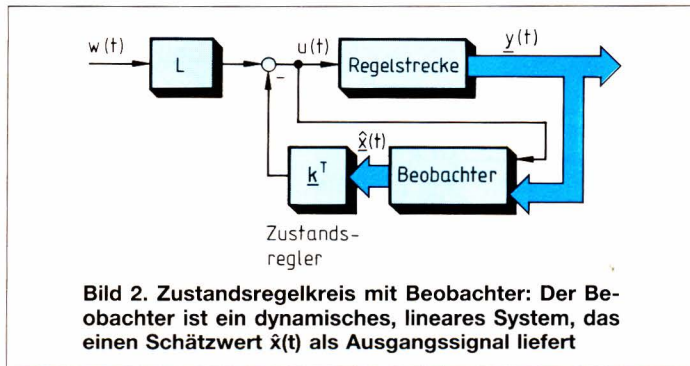 w(t)
L
u(t)
Regelstrecke
y(t)
-
x̂(t)
k^T
Beobachter
Zustands-
regler
Bild 2. Zustandsregelkreis mit Beobachter: Der Be-
obachter ist ein dynamisches, lineares System, das
einen Schätzwert x̂(t) als Ausgangssignal liefert